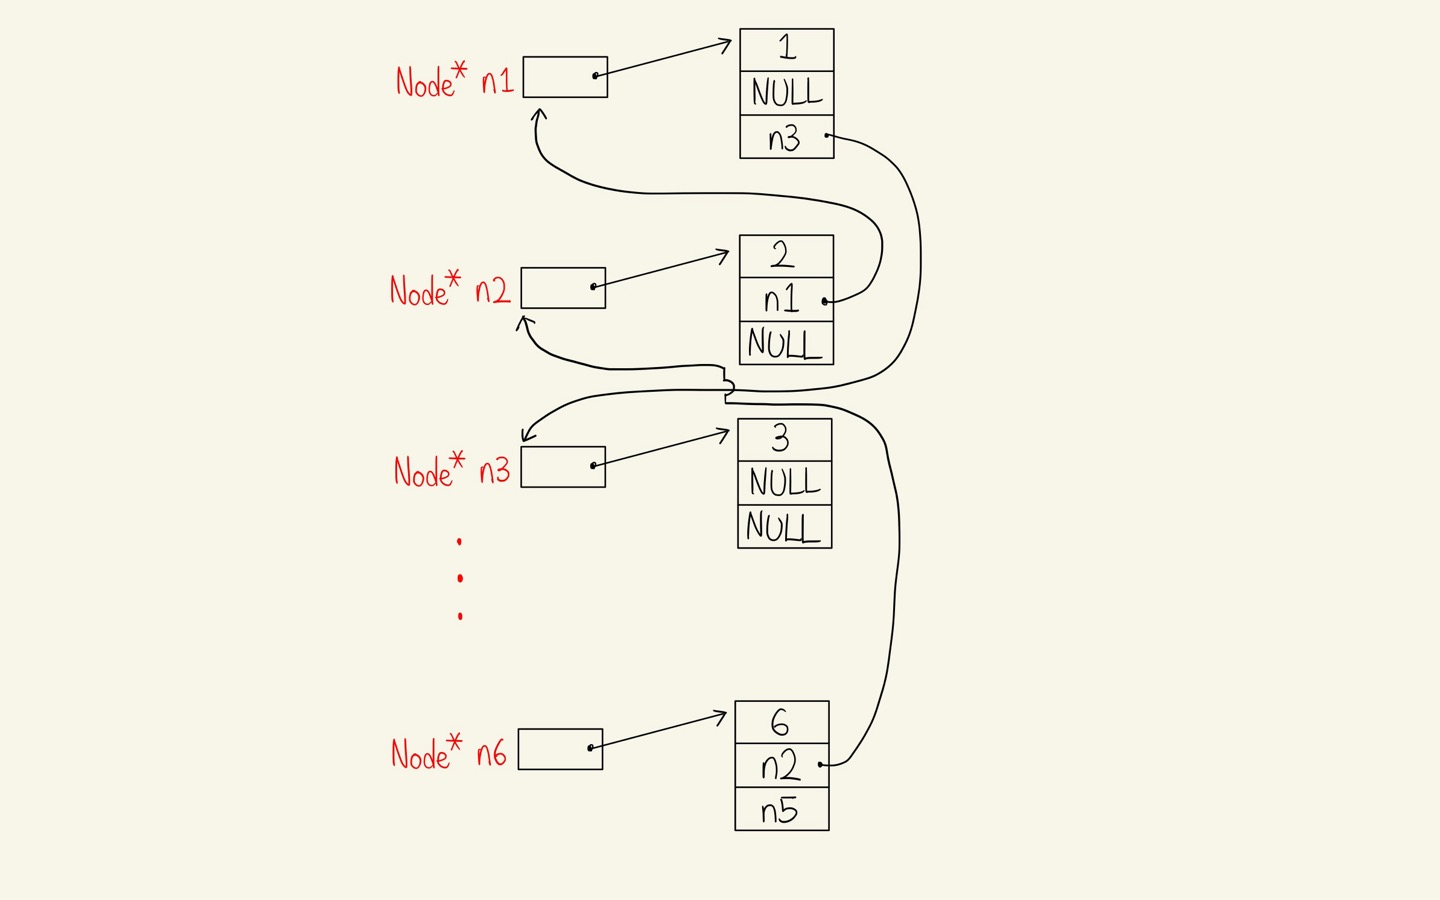 Node* n1
1
NULL
n3
Node* n2
2
n1
NULL
Node* n3
3
NULL
NULL
Node* n6
6
n2
n5